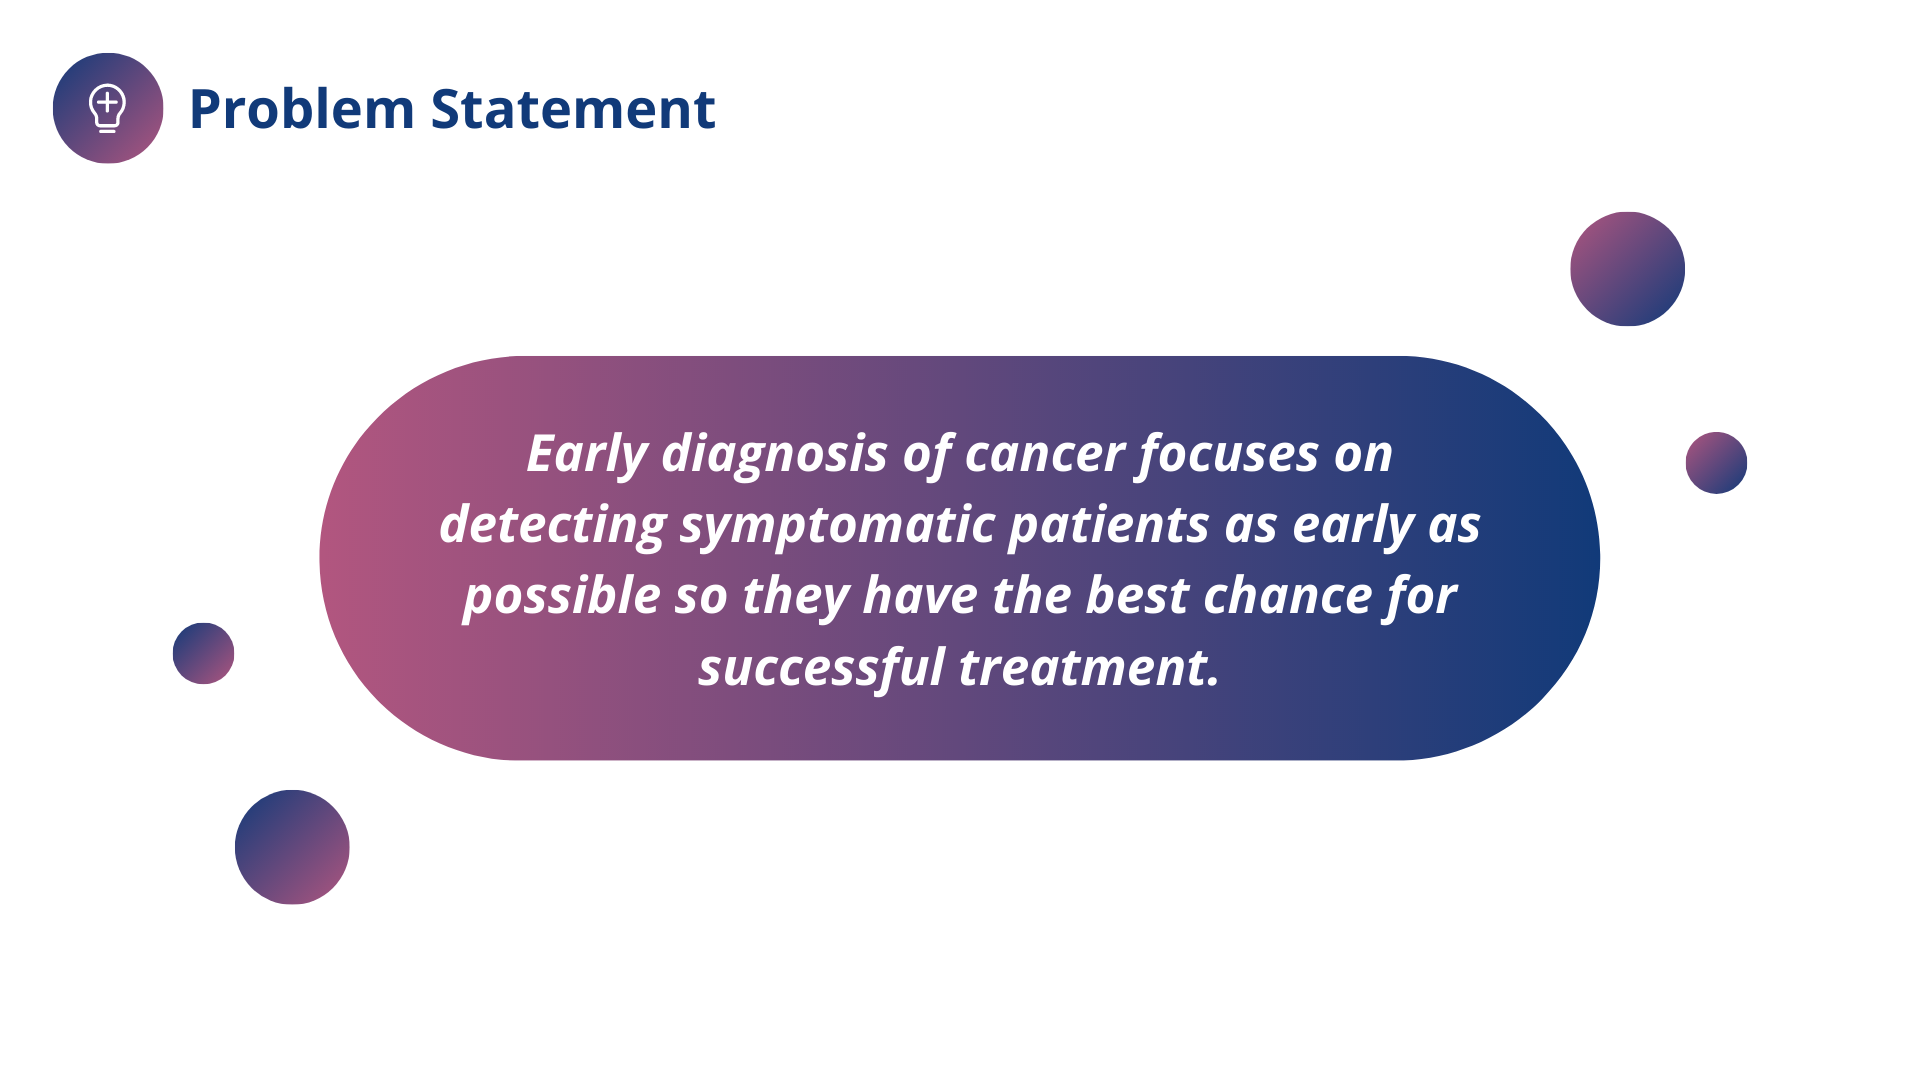 Problem Statement
Early diagnosis of cancer focuses on
detecting symptomatic patients as early as
possible so they have the best chance for
successful treatment.